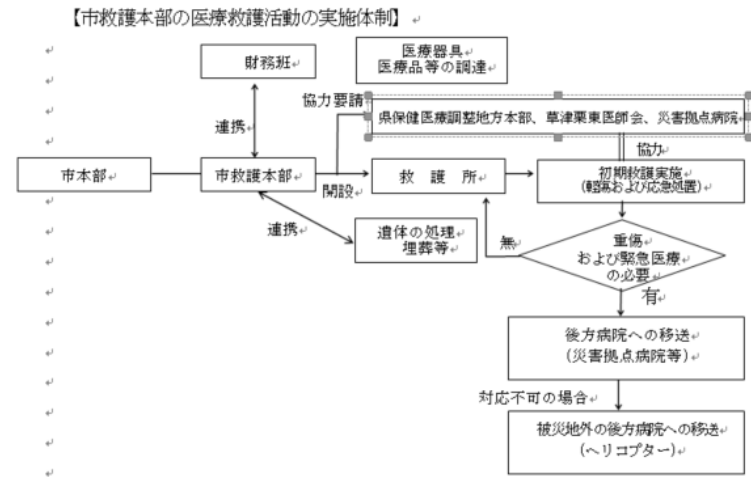 【市救護本部の医療救護活動の実施体制】
財務班
医療器具
医療品等の調達
協力要請
連携
県保健医療調整地方本部、草津栗東医師会、災害拠点病院
協力
市本部
市救護本部
開設
救護所
初期救護実施
(軽傷および応急処置)
連携
遺体の処理
埋葬等
無
重傷
および緊急医療
の必要
有
後方病院への移送
(災害拠点病院等)
対応不可の場合
被災地外の後方病院への移送
(ヘリコプター)